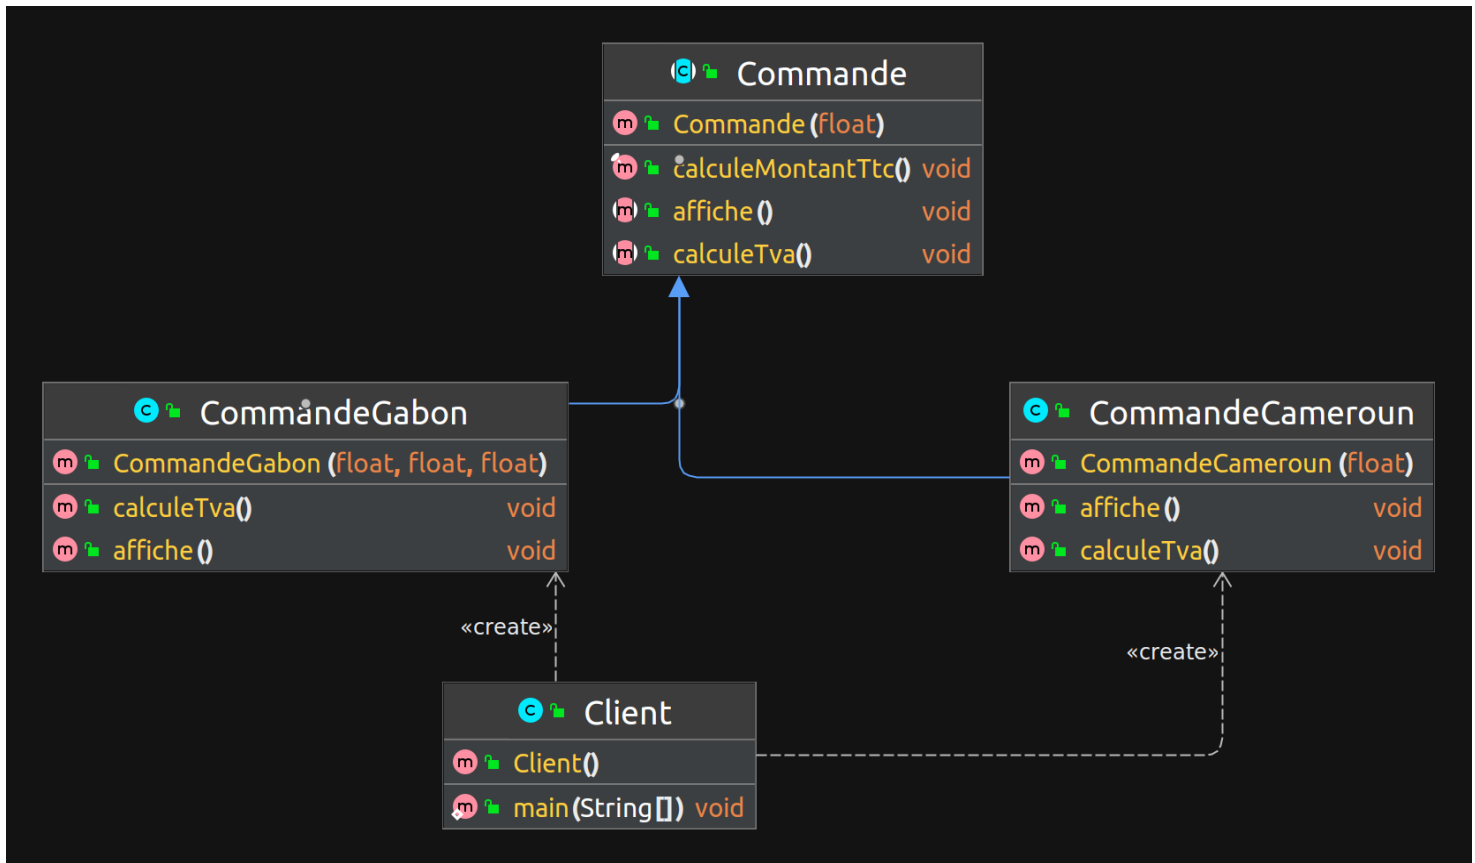 Commande
Commande(float)
calculeMontantTtc() void
affiche() void
calculeTva() void
CommandeGabon
CommandeGabon(float, float, float)
calculeTva() void
affiche() void
CommandeCameroun
CommandeCameroun(float)
affiche() void
calculeTva() void
«create»
«create»
Client
Client()
main(String[]) void